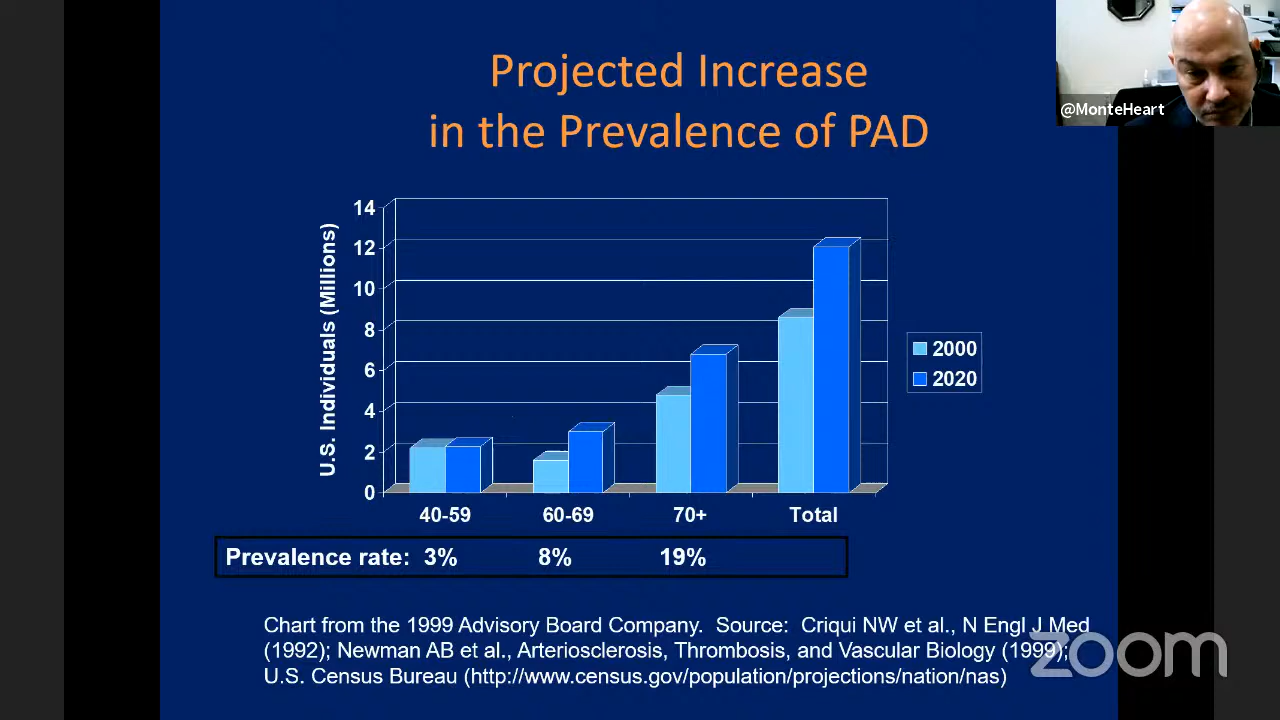 Projected Increase
in the Prevalence of PAD
@MonteHeart
U.S. Individuals (Millions)
14
12
10
8
6
4
2
0
40-59 60-69 70+ Total
2000
2020
Prevalence rate: 3% 8% 19%
Chart from the 1999 Advisory Board Company. Source: Criqui NW et al., N Engl J Med
(1992); Newman AB et al., Arteriosclerosis, Thrombosis, and Vascular Biology (1999);
U.S. Census Bureau (http://www.census.gov/population/projections/nation/nas)
zoom